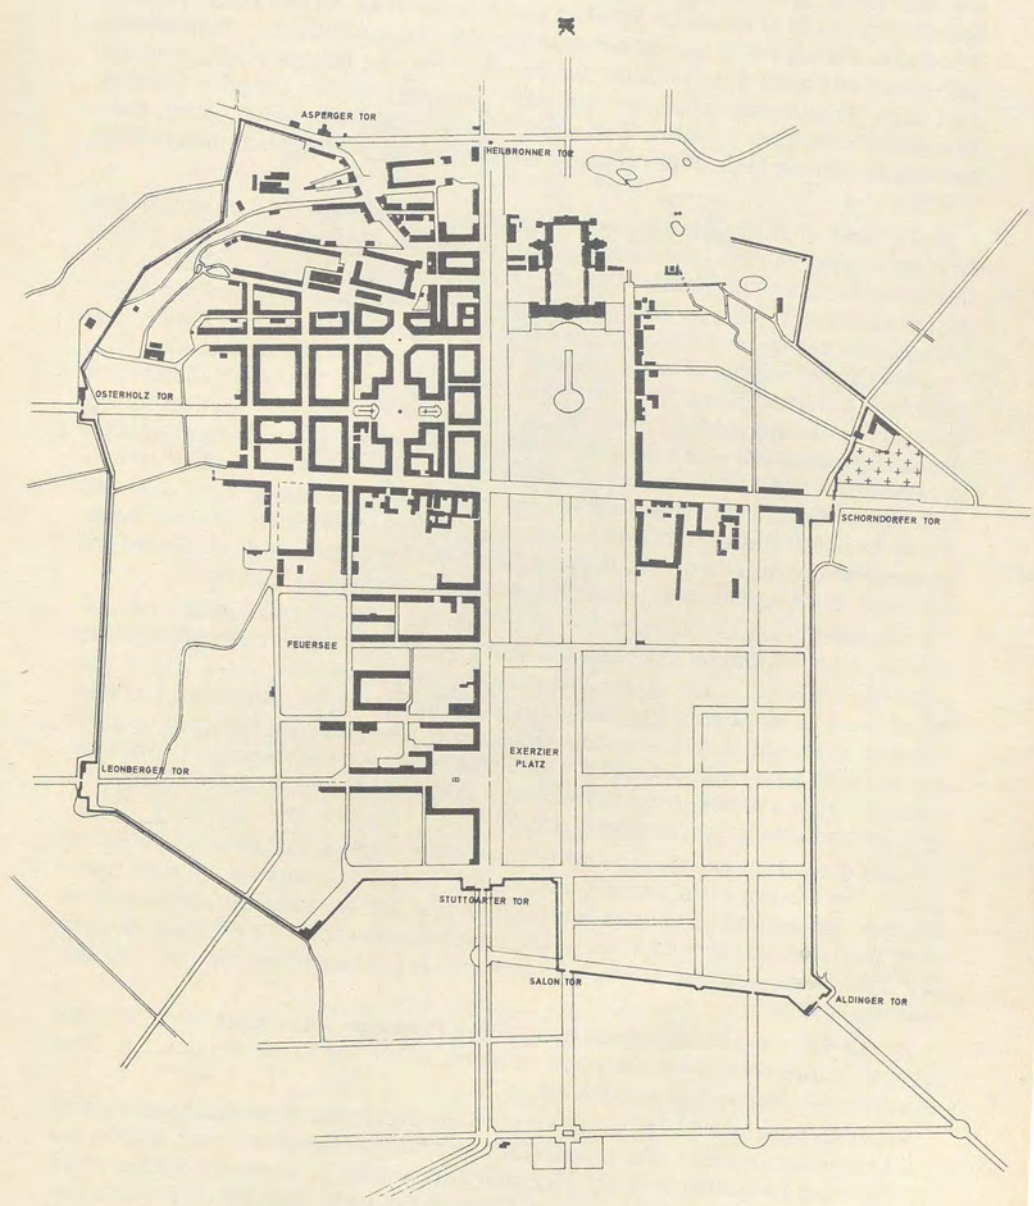 ASPERGER TOR
HEILBRONNER TOR
OSTERHOLZ TOR
SCHORNDORFER TOR
FEUERSEE
EXERZIER
PLATZ
LEONBERGER TOR
STUTTGARTER TOR
SALON TOR
ALDINGER TOR